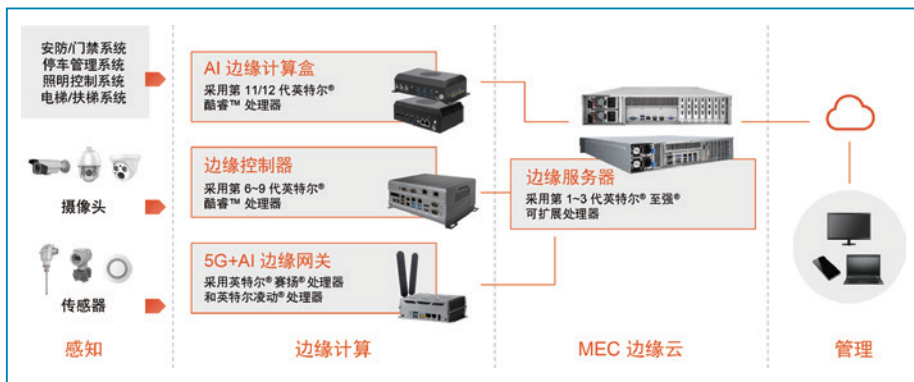 安防/门禁系统
停车管理系统
照明控制系统
电梯/扶梯系统
摄像头
传感器
感知
AI 边缘计算盒
采用第 11/12 代英特尔®
酷睿™ 处理器
边缘控制器
采用第 6~9 代英特尔®
酷睿™ 处理器
5G+AI 边缘网关
采用英特尔® 赛扬® 处理器
和英特尔凌动® 处理器
边缘计算
边缘服务器
采用第 1~3 代英特尔® 至强®
可扩展处理器
MEC 边缘云
管理